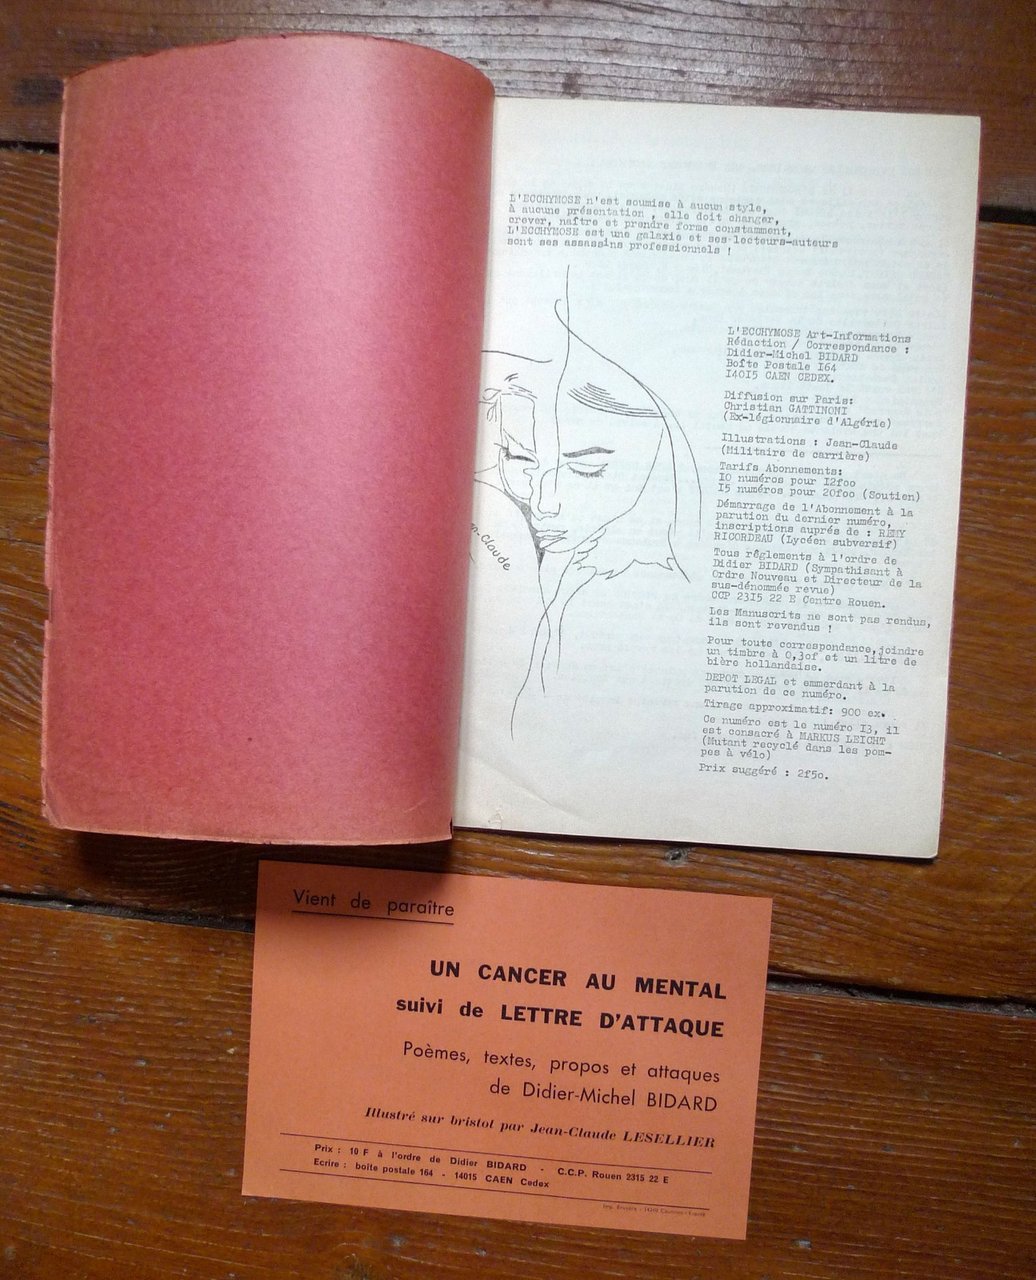 L'ECCHYMOSE n'est soumise à aucun style,
à aucune présentation , elle doit changer,
crever, naître et prendre forme constamment,
L'ECCHYMOSE est une galaxie et ses lecteurs-auteurs
sont ses assassins professionnels !
L'ECCHYMOSE Art-Informations
Rédaction / Correspondance :
Didier-Michel BIDARD
Boîte Postale I64
I40I5 CAEN CEDEX.
Diffusion sur Paris:
Christian GATTINONI
(Ex-légionnaire d'Algérie)
Illustrations : Jean-Claude
(Militaire de carrière)
Tarifs Abonnements:
I0 numéros pour I2foo
I5 numéros pour 20foo (Soutien)
Démarrage de l'Abonnement à la
parution du dernier numéro,
inscriptions auprés de : REMY
RICORDEAU (Lycéen subversif)
Tous réglements à l'ordre de
Didier BIDARD (Sympathisant à
Ordre Nouveau et Directeur de la
sus-dénommée revue)
CCP 23I5 22 E Centre Rouen.
Les Manuscrits ne sont pas rendus,
ils sont revendus !
Pour toute correspondance,joindre
un timbre à 0,3of et un litre de
bière hollandaise.
DEPOT LEGAL et emmerdant à la
parution de ce numéro.
Tirage approximatif: 900 ex.
Ce numéro est le numéro I3, il
est consacré à MARKUS LEICHT
(Mutant recyclé dans les pom-
pes à vélo)
Prix suggéré : 2f5o.
n-Claude
Vient de paraître
UN CANCER AU MENTAL
suivi de LETTRE D'ATTAQUE
Poèmes, textes, propos et attaques
de Didier-Michel BIDARD
Illustré sur bristol par Jean-Claude LESELLIER
Prix : 10 F à l'ordre de Didier BIDARD - C.C.P. Rouen 2315 22 E
Ecrire : boîte postale 164 - 14015 CAEN Cedex